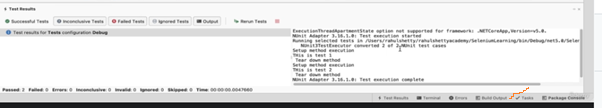 Test Results
Successful Tests Inconclusive Tests Failed Tests Ignored Tests Output Rerun Tests
Test results for Tests configuration Debug
ExecutionThreadApartmentState option not supported for framework: .NETCoreApp,Version=v5.0.
NUnit Adapter 3.16.1.0: Test execution started
Running selected tests in /Users/rahulshetty/rahulshettyacademy/SeleniumLearning/bin/Debug/net5.0/Sele
NUnit3TestExecutor converted 2 of 2 NUnit test cases
Setup method execution
THis is test 1
Tear down method
Setup method execution
THis is test 2
Tear down method
NUnit Adapter 3.16.1.0: Test execution complete
Passed: 2 Failed: 0 Errors: 0 Inconclusive: 0 Invalid: 0 Ignored: 0 Skipped: 0 Time: 00:00:00.0047660
Test Results Terminal Errors Build Output Tasks Package Console